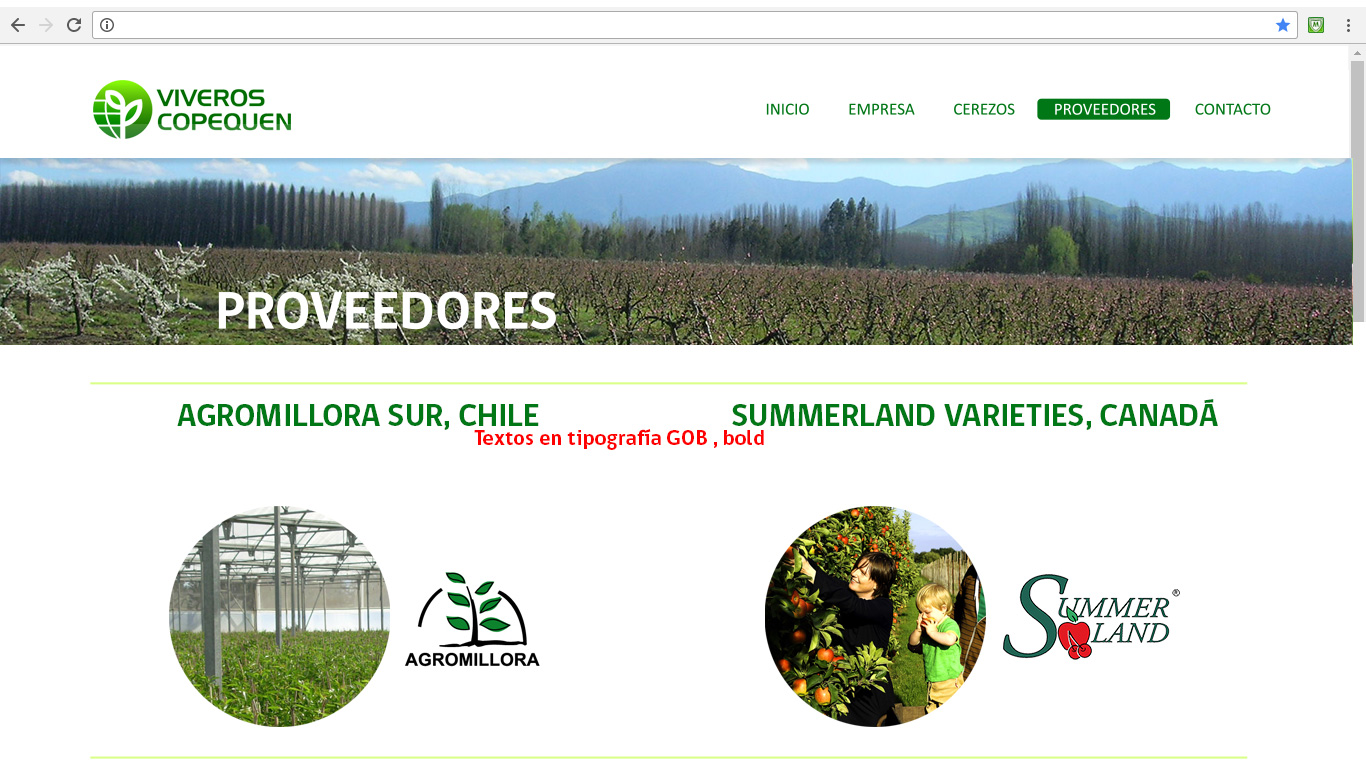 VIVEROS
COPEQUEN
INICIO EMPRESA CEREZOS PROVEEDORES CONTACTO
PROVEEDORES
AGROMILLORA SUR, CHILE
SUMMERLAND VARIETIES, CANADÁ
Textos en tipografía GOB , bold
AGROMILLORA
SUMMER®
LAND